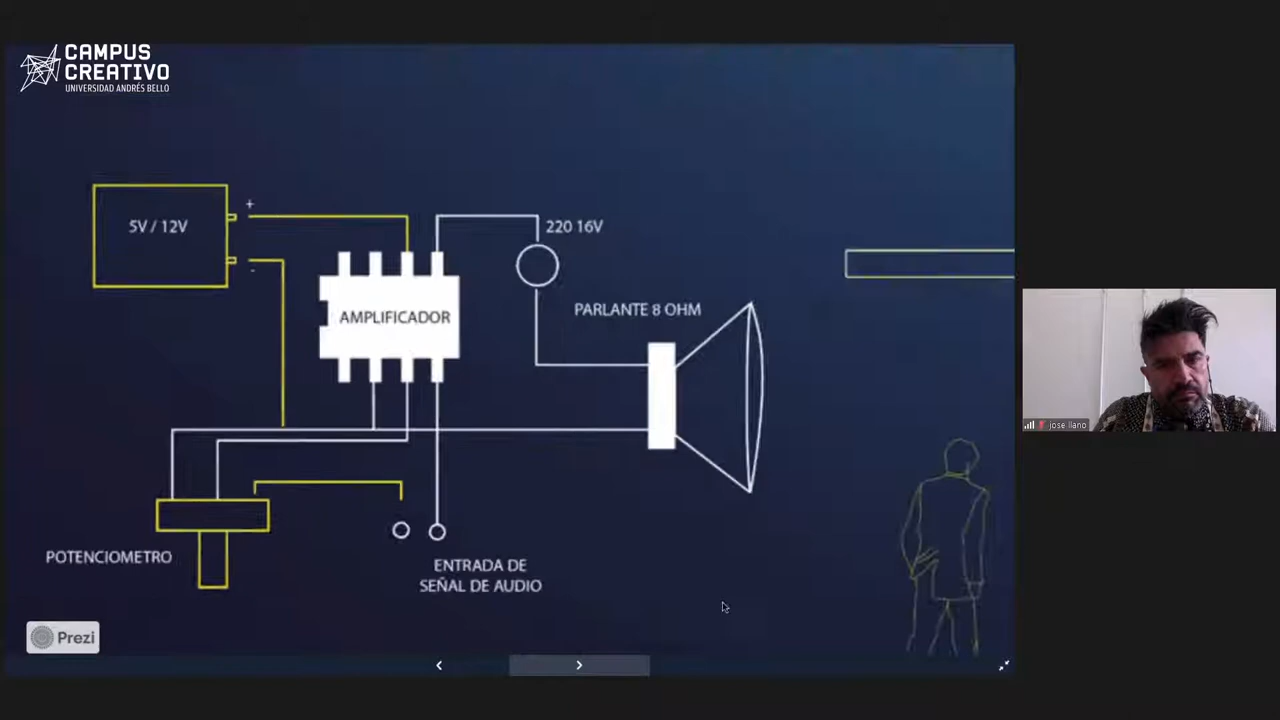 CAMPUS
CREATIVO
UNIVERSIDAD ANDRÉS BELLO
5V / 12V
+
-
220 16V
AMPLIFICADOR
PARLANTE 8 OHM
POTENCIOMETRO
ENTRADA DE
SEÑAL DE AUDIO
jose llano
Prezi